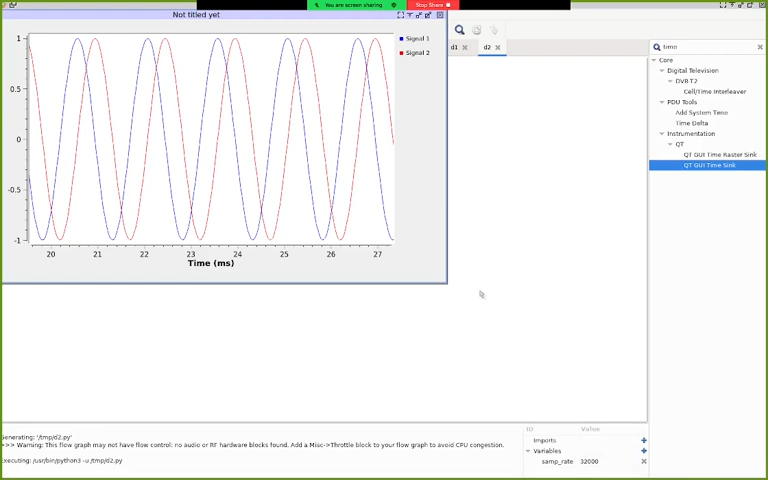 You are screen sharing
Stop Share
Not titled yet
Signal 1
Signal 2
1
0.5
0
-0.5
-1
20 21 22 23 24 25 26 27
Time (ms)
d1
d2
time
Core
Digital Television
DVB-T2
Cell/Time Interleaver
PDU Tools
Add System Time
Time Delta
Instrumentation
QT
QT GUI Time Raster Sink
QT GUI Time Sink
Generating: '/tmp/d2.py'
>>> Warning: This flow graph may not have flow control: no audio or RF hardware blocks found. Add a Misc->Throttle block to your flow graph to avoid CPU congestion.
Executing: /usr/bin/python3 -u /tmp/d2.py
ID Value
Imports
Variables
samp_rate 32000